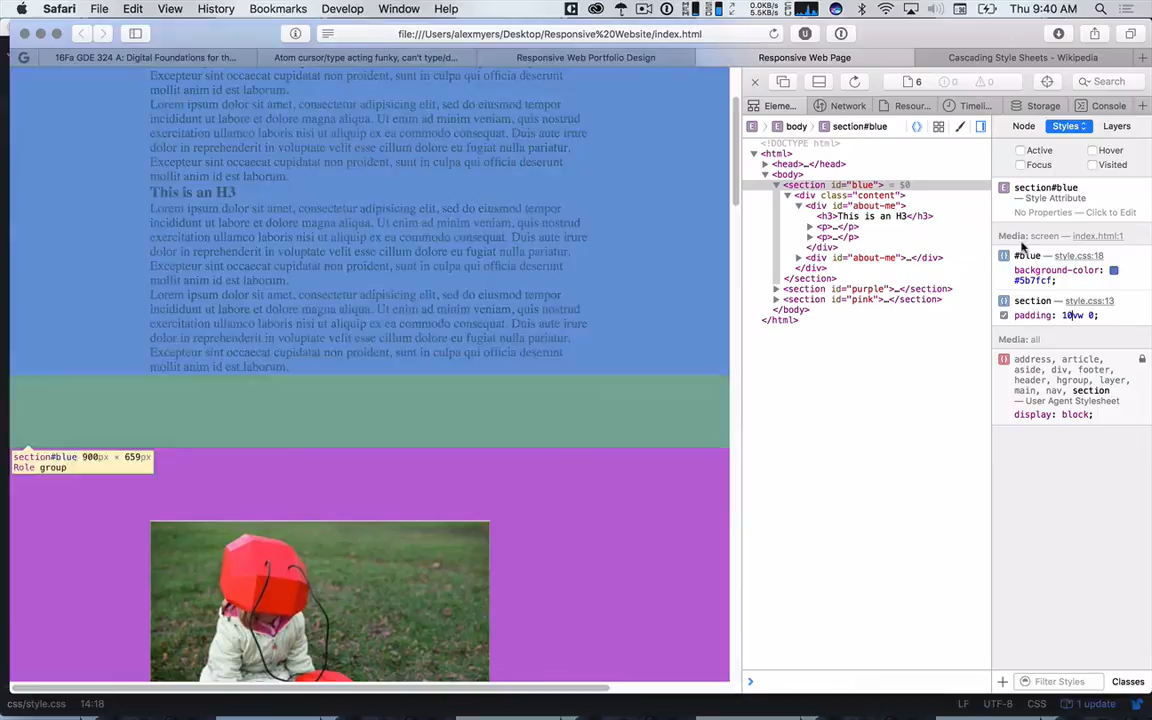 Safari File Edit View History Bookmarks Develop Window Help 0.0KB/s 5.5KB/s Thu 9:40 AM
file:///Users/alexmyers/Desktop/Responsive%20Website/index.html
16Fa GDE 324 A: Digital Foundations for th... Atom cursor/type acting funky, can't type/d... Responsive Web Portfolio Design Responsive Web Page Cascading Style Sheets - Wikipedia
6 0 0 Search
Eleme... Network Resour... Timeli... Storage Console
body section#blue Node Styles Layers
Excepteur sint occaecat cupidatat non proident, sunt in culpa qui officia deserunt
mollit anim id est laborum.
Lorem ipsum dolor sit amet, consectetur adipisicing elit, sed do eiusmod tempor
incididunt ut labore et dolore magna aliqua. Ut enim ad minim veniam, quis nostrud
exercitation ullamco laboris nisi ut aliquip ex ea commodo consequat. Duis aute irure
dolor in reprehenderit in voluptate velit esse cillum dolore eu fugiat nulla pariatur.
Excepteur sint occaecat cupidatat non proident, sunt in culpa qui officia deserunt
mollit anim id est laborum.
This is an H3
Lorem ipsum dolor sit amet, consectetur adipisicing elit, sed do eiusmod tempor
incididunt ut labore et dolore magna aliqua. Ut enim ad minim veniam, quis nostrud
exercitation ullamco laboris nisi ut aliquip ex ea commodo consequat. Duis aute irure
dolor in reprehenderit in voluptate velit esse cillum dolore eu fugiat nulla pariatur.
Excepteur sint occaecat cupidatat non proident, sunt in culpa qui officia deserunt
mollit anim id est laborum.
Lorem ipsum dolor sit amet, consectetur adipisicing elit, sed do eiusmod tempor
incididunt ut labore et dolore magna aliqua. Ut enim ad minim veniam, quis nostrud
exercitation ullamco laboris nisi ut aliquip ex ea commodo consequat. Duis aute irure
dolor in reprehenderit in voluptate velit esse cillum dolore eu fugiat nulla pariatur.
Excepteur sint occaecat cupidatat non proident, sunt in culpa qui officia deserunt
mollit anim id est laborum.
section#blue 900px × 659px
Role group
<!DOCTYPE html>
<html>
<head>…</head>
<body>
<section id="blue"> = $0
<div class="content">
<div id="about-me">
<h3>This is an H3</h3>
<p>…</p>
<p>…</p>
</div>
<div id="about-me">…</div>
</div>
</section>
<section id="purple">…</section>
<section id="pink">…</section>
</body>
</html>
Active Hover
Focus Visited
section#blue
— Style Attribute
No Properties — Click to Edit
Media: screen — index.html:1
#blue — style.css:18
background-color:
#5b7fcf;
section — style.css:13
padding: 10vw 0;
Media: all
address, article,
aside, div, footer,
header, hgroup, layer,
main, nav, section
— User Agent Stylesheet
display: block;
Filter Styles Classes
css/style.css 14:18 LF UTF-8 CSS 1 update